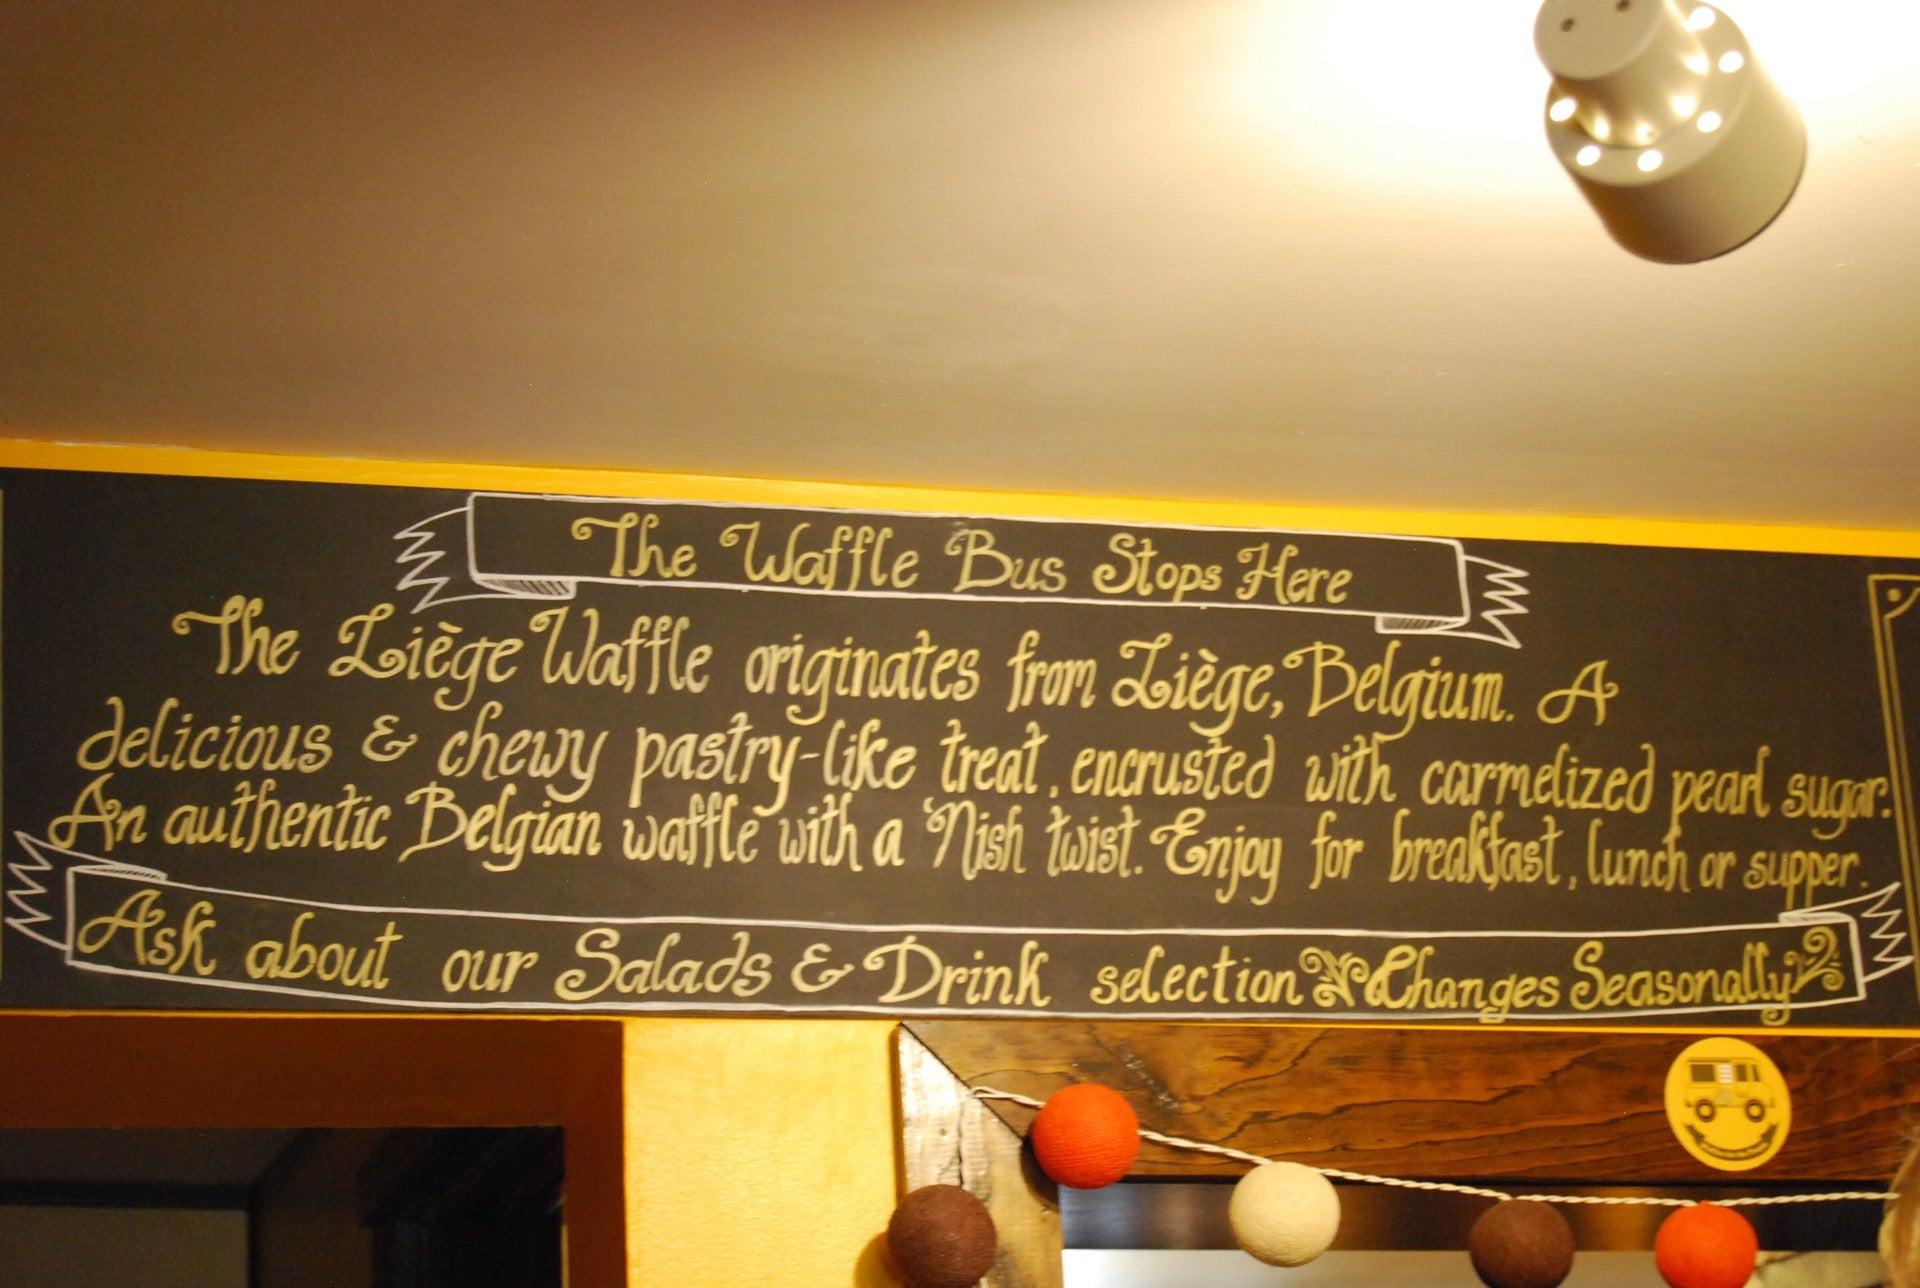 The Waffle Bus Stops Here
The Liège Waffle originates from Liège, Belgium. A
delicious & chewy pastry-like treat, encrusted with carmelized pearl sugar.
An authentic Belgian waffle with a 'Nish twist. Enjoy for breakfast, lunch or supper.
Ask about our Salads & Drink selection Changes Seasonally